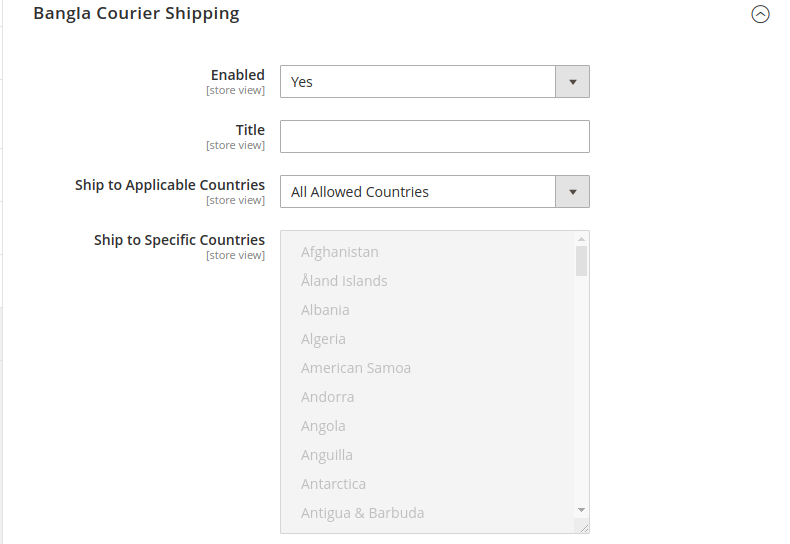 Bangla Courier Shipping
Enabled
[store view]
Yes
Title
[store view]
Ship to Applicable Countries
[store view]
All Allowed Countries
Ship to Specific Countries
[store view]
Afghanistan
Åland Islands
Albania
Algeria
American Samoa
Andorra
Angola
Anguilla
Antarctica
Antigua & Barbuda